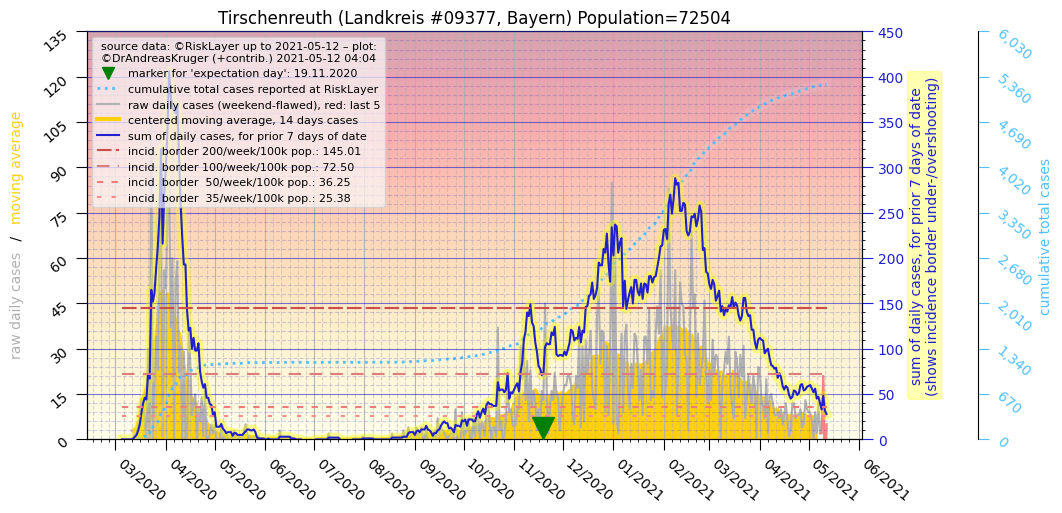 Tirschenreuth (Landkreis #09377, Bayern) Population=72504
source data: ©RiskLayer up to 2021-05-12 – plot:
©DrAndreasKruger (+contrib.) 2021-05-12 04:04
marker for 'expectation day': 19.11.2020
cumulative total cases reported at RiskLayer
raw daily cases (weekend-flawed), red: last 5
centered moving average, 14 days cases
sum of daily cases, for prior 7 days of date
incid. border 200/week/100k pop.: 145.01
incid. border 100/week/100k pop.: 72.50
incid. border  50/week/100k pop.: 36.25
incid. border  35/week/100k pop.: 25.38
raw daily cases / moving average
135
120
105
90
75
60
45
30
15
0
03/2020
04/2020
05/2020
06/2020
07/2020
08/2020
09/2020
10/2020
11/2020
12/2020
01/2021
02/2021
03/2021
04/2021
05/2021
06/2021
450
400
350
300
250
200
150
100
50
0
sum of daily cases, for prior 7 days of date
(shows incidence border under-/overshooting)
6,030
5,360
4,690
4,020
3,350
2,680
2,010
1,340
670
0
cumulative total cases